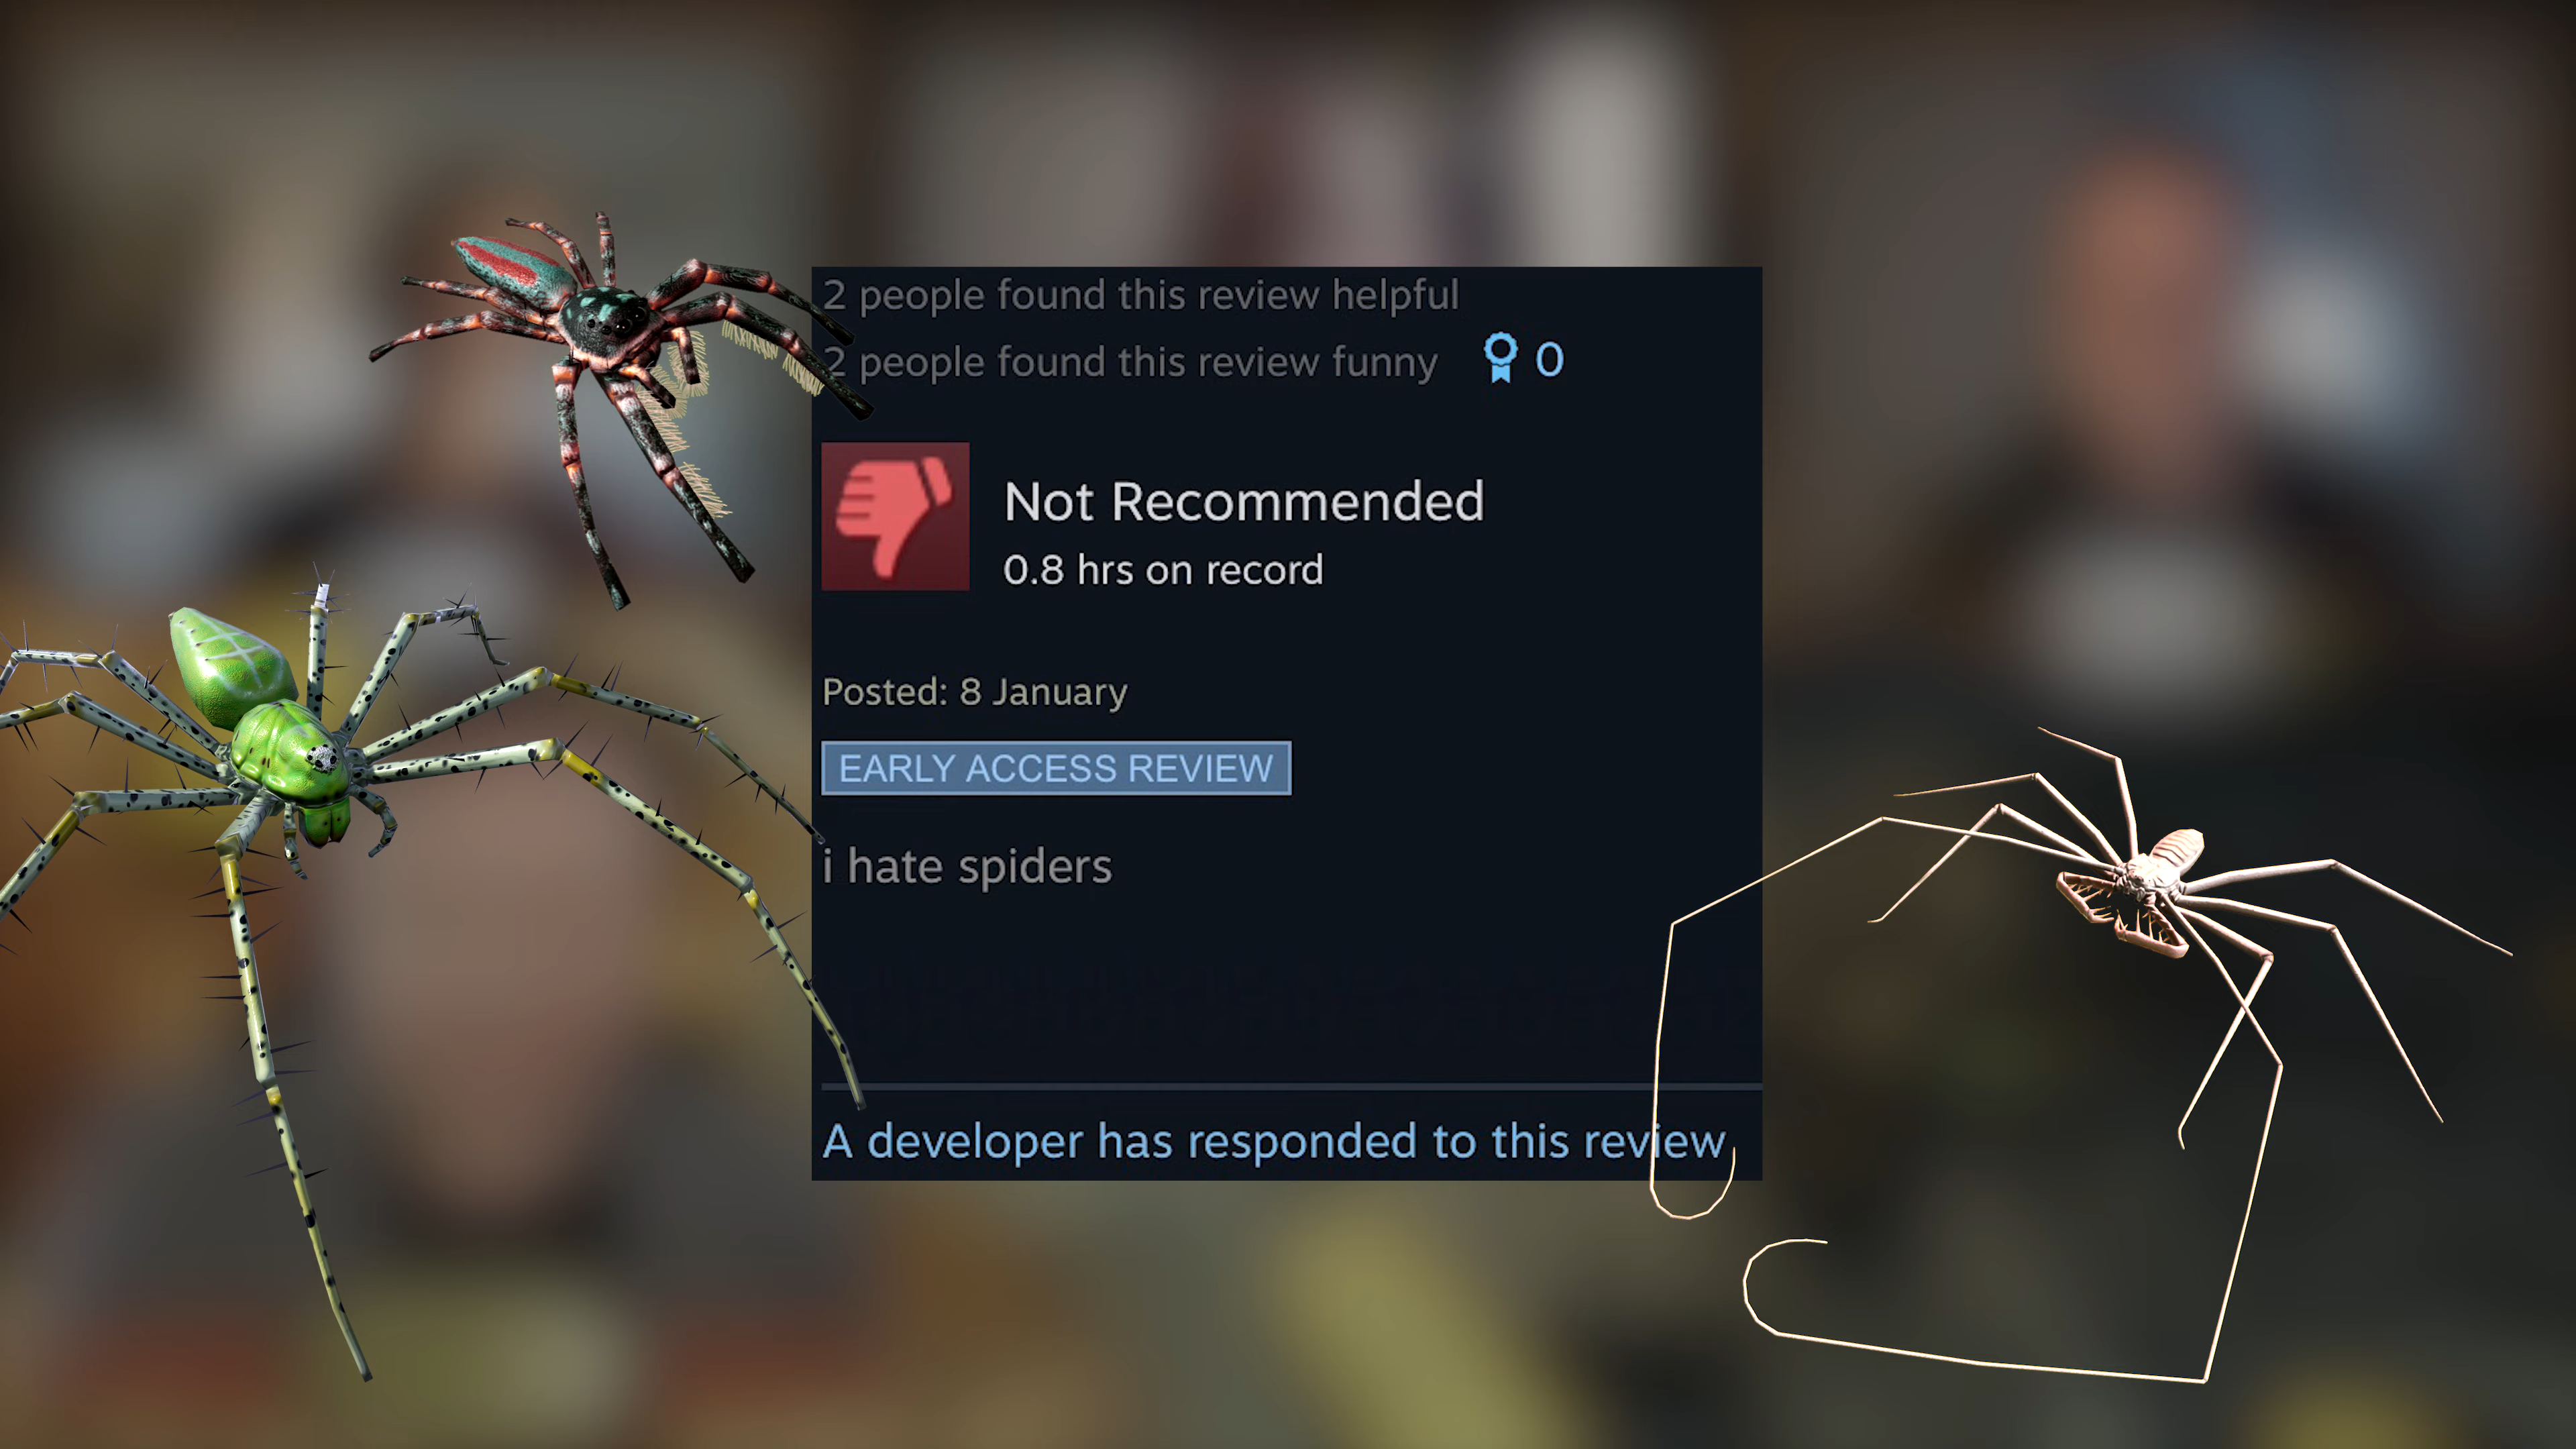 2 people found this review helpful
2 people found this review funny 0
Not Recommended
0.8 hrs on record
Posted: 8 January
EARLY ACCESS REVIEW
i hate spiders
A developer has responded to this review